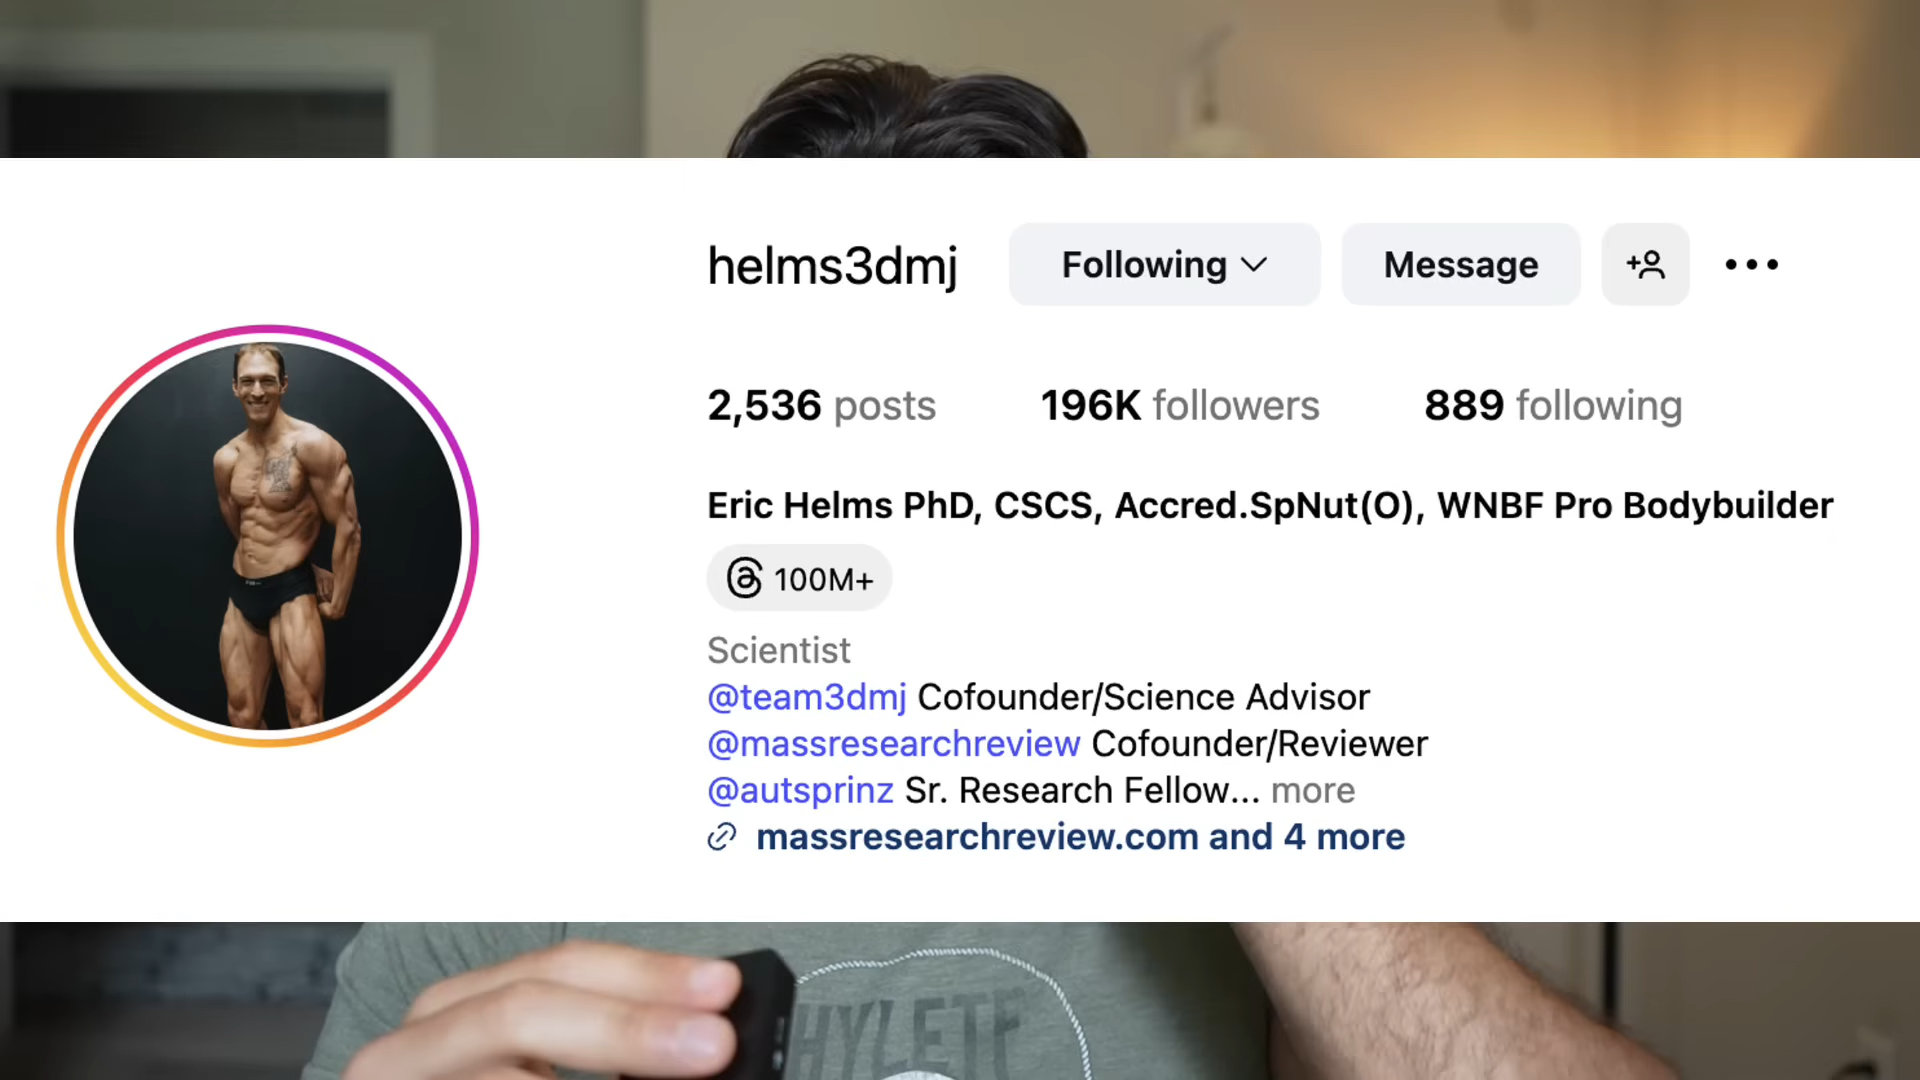 helms3dmj Following Message
2,536 posts 196K followers 889 following
Eric Helms PhD, CSCS, Accred.SpNut(O), WNBF Pro Bodybuilder
100M+
Scientist
@team3dmj Cofounder/Science Advisor
@massresearchreview Cofounder/Reviewer
@autsprinz Sr. Research Fellow... more
massresearchreview.com and 4 more
HYLETE